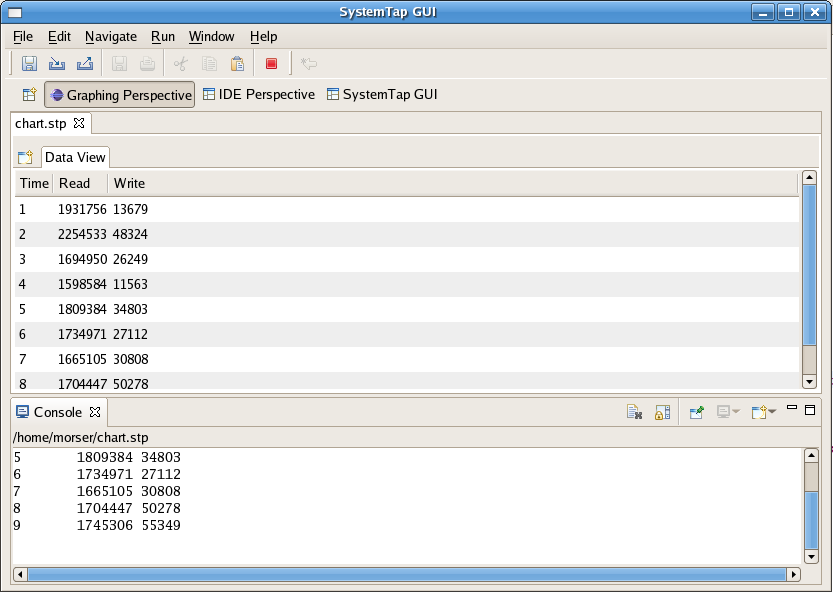 SystemTap GUI
File Edit Navigate Run Window Help
Graphing Perspective IDE Perspective SystemTap GUI
chart.stp
Data View
Time Read Write
1 1931756 13679
2 2254533 48324
3 1694950 26249
4 1598584 11563
5 1809384 34803
6 1734971 27112
7 1665105 30808
8 1704447 50278
Console
/home/morser/chart.stp
5 1809384 34803
6 1734971 27112
7 1665105 30808
8 1704447 50278
9 1745306 55349